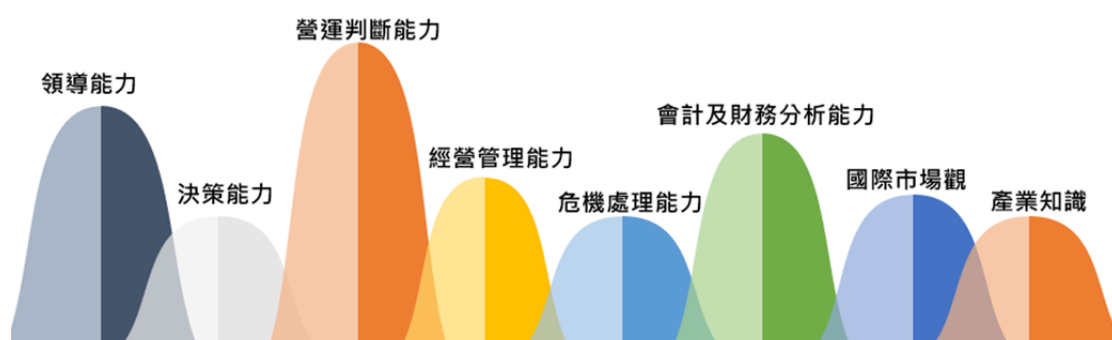 領導能力
決策能力
營運判斷能力
經營管理能力
危機處理能力
會計及財務分析能力
國際市場觀
產業知識